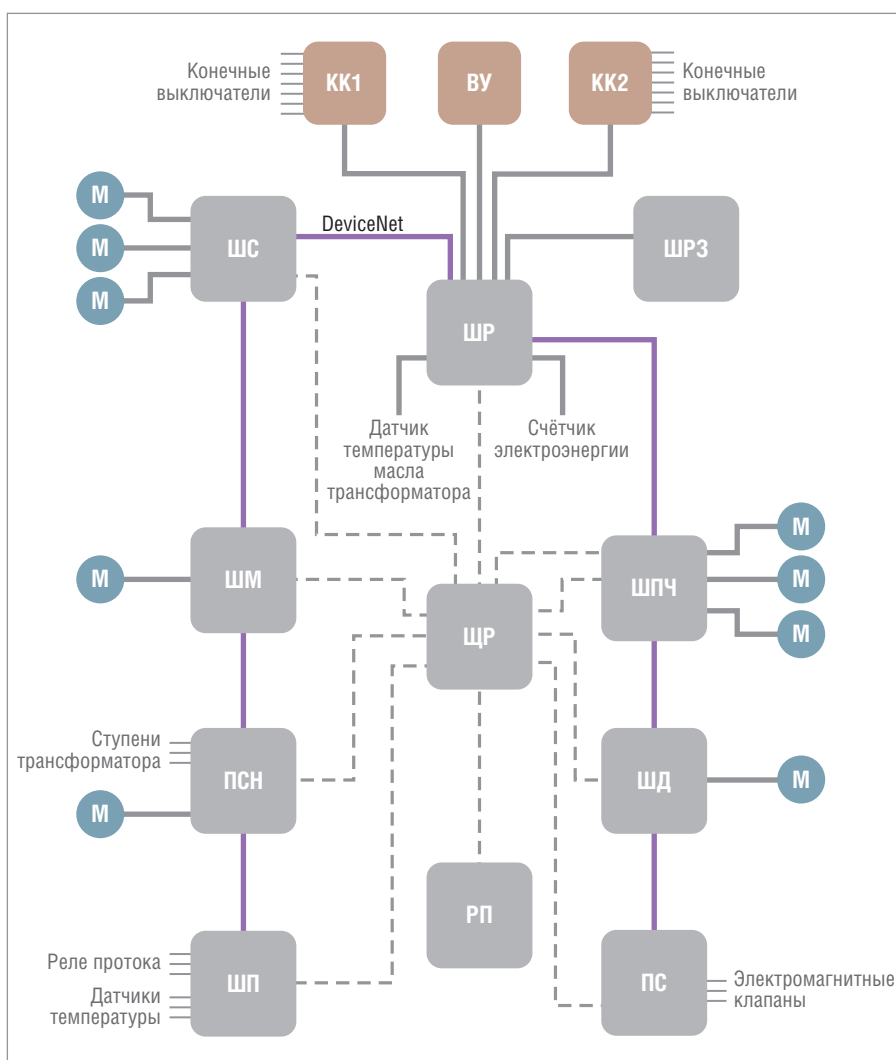 Конечные
выключатели
КК1
ВУ
КК2
Конечные
выключатели
М
М
М
ШС
DeviceNet
ШРЗ
ШР
Датчик
температуры
масла
трансформатора
Счётчик
электроэнергии
М
ШМ
ЩР
ШПЧ
М
М
М
Ступени
трансформатора
М
ПСН
ШД
М
РП
Реле протока
Датчики
температуры
ШП
ПС
Электромагнитные
клапаны